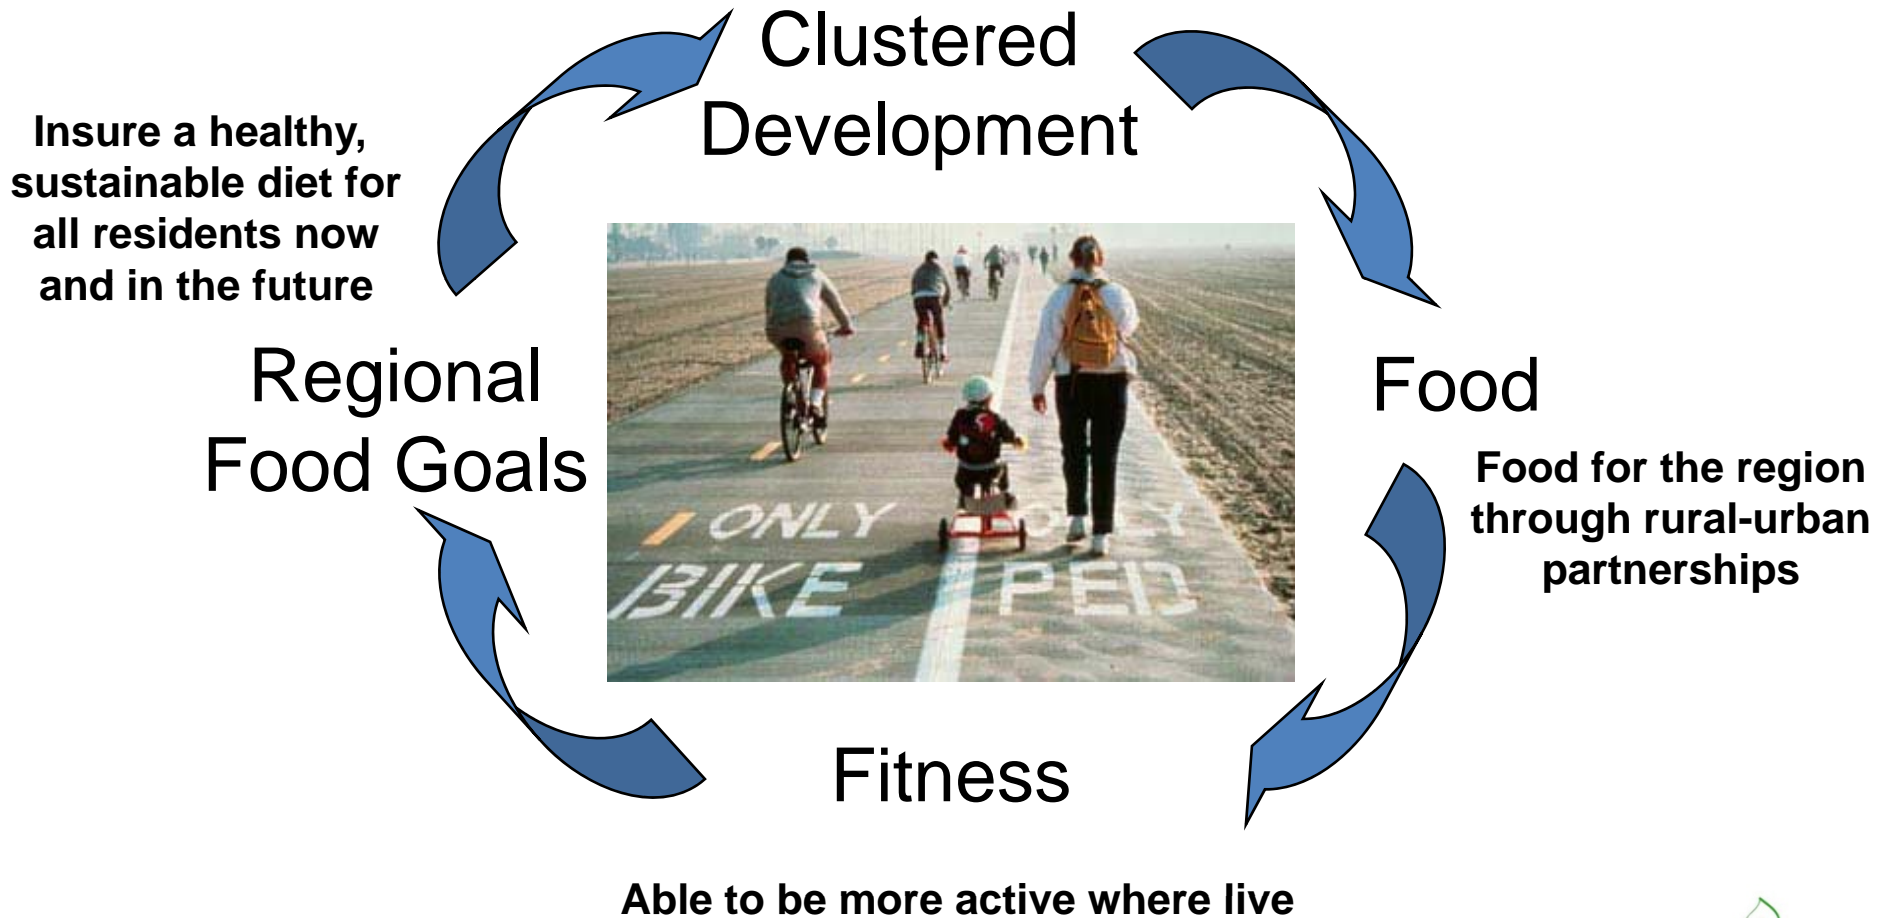 Clustered
Development
Insure a healthy,
sustainable diet for
all residents now
and in the future
Regional
Food Goals
Food
Food for the region
through rural-urban
partnerships
ONLY
BIKE
PED
Fitness
Able to be more active where live